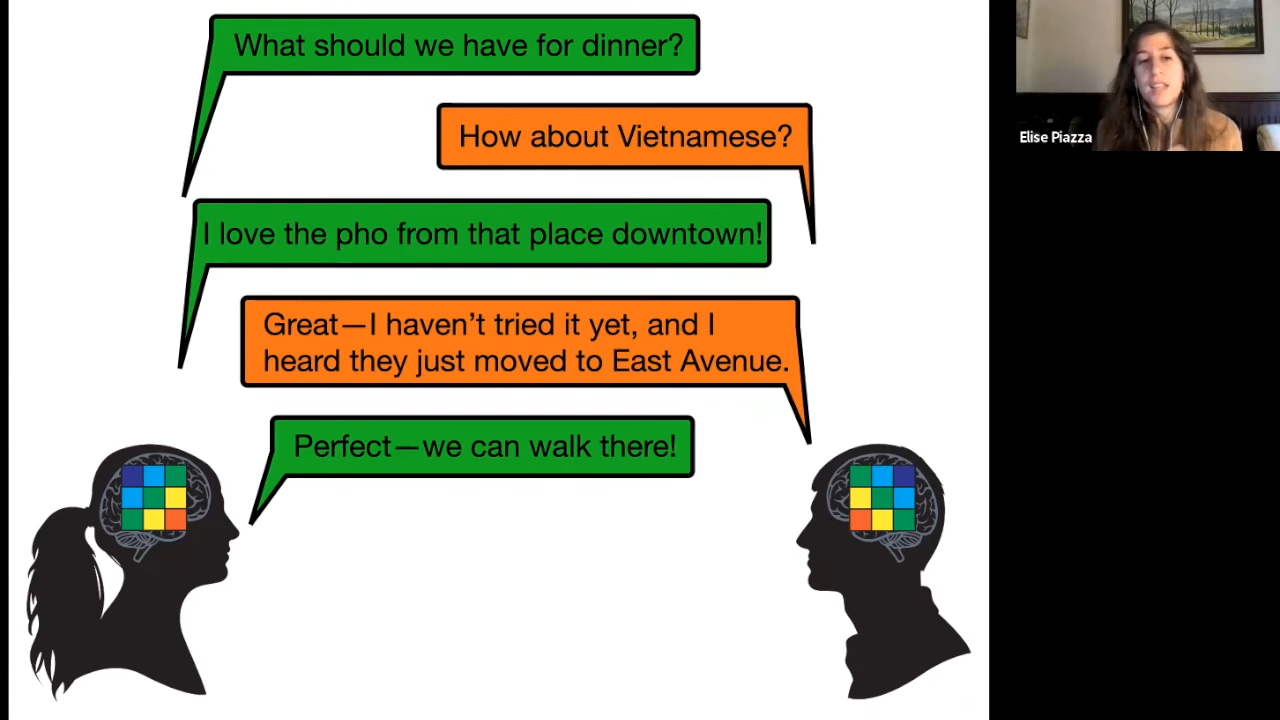 What should we have for dinner?
How about Vietnamese?
I love the pho from that place downtown!
Great—I haven't tried it yet, and I
heard they just moved to East Avenue.
Perfect—we can walk there!
Elise Piazza